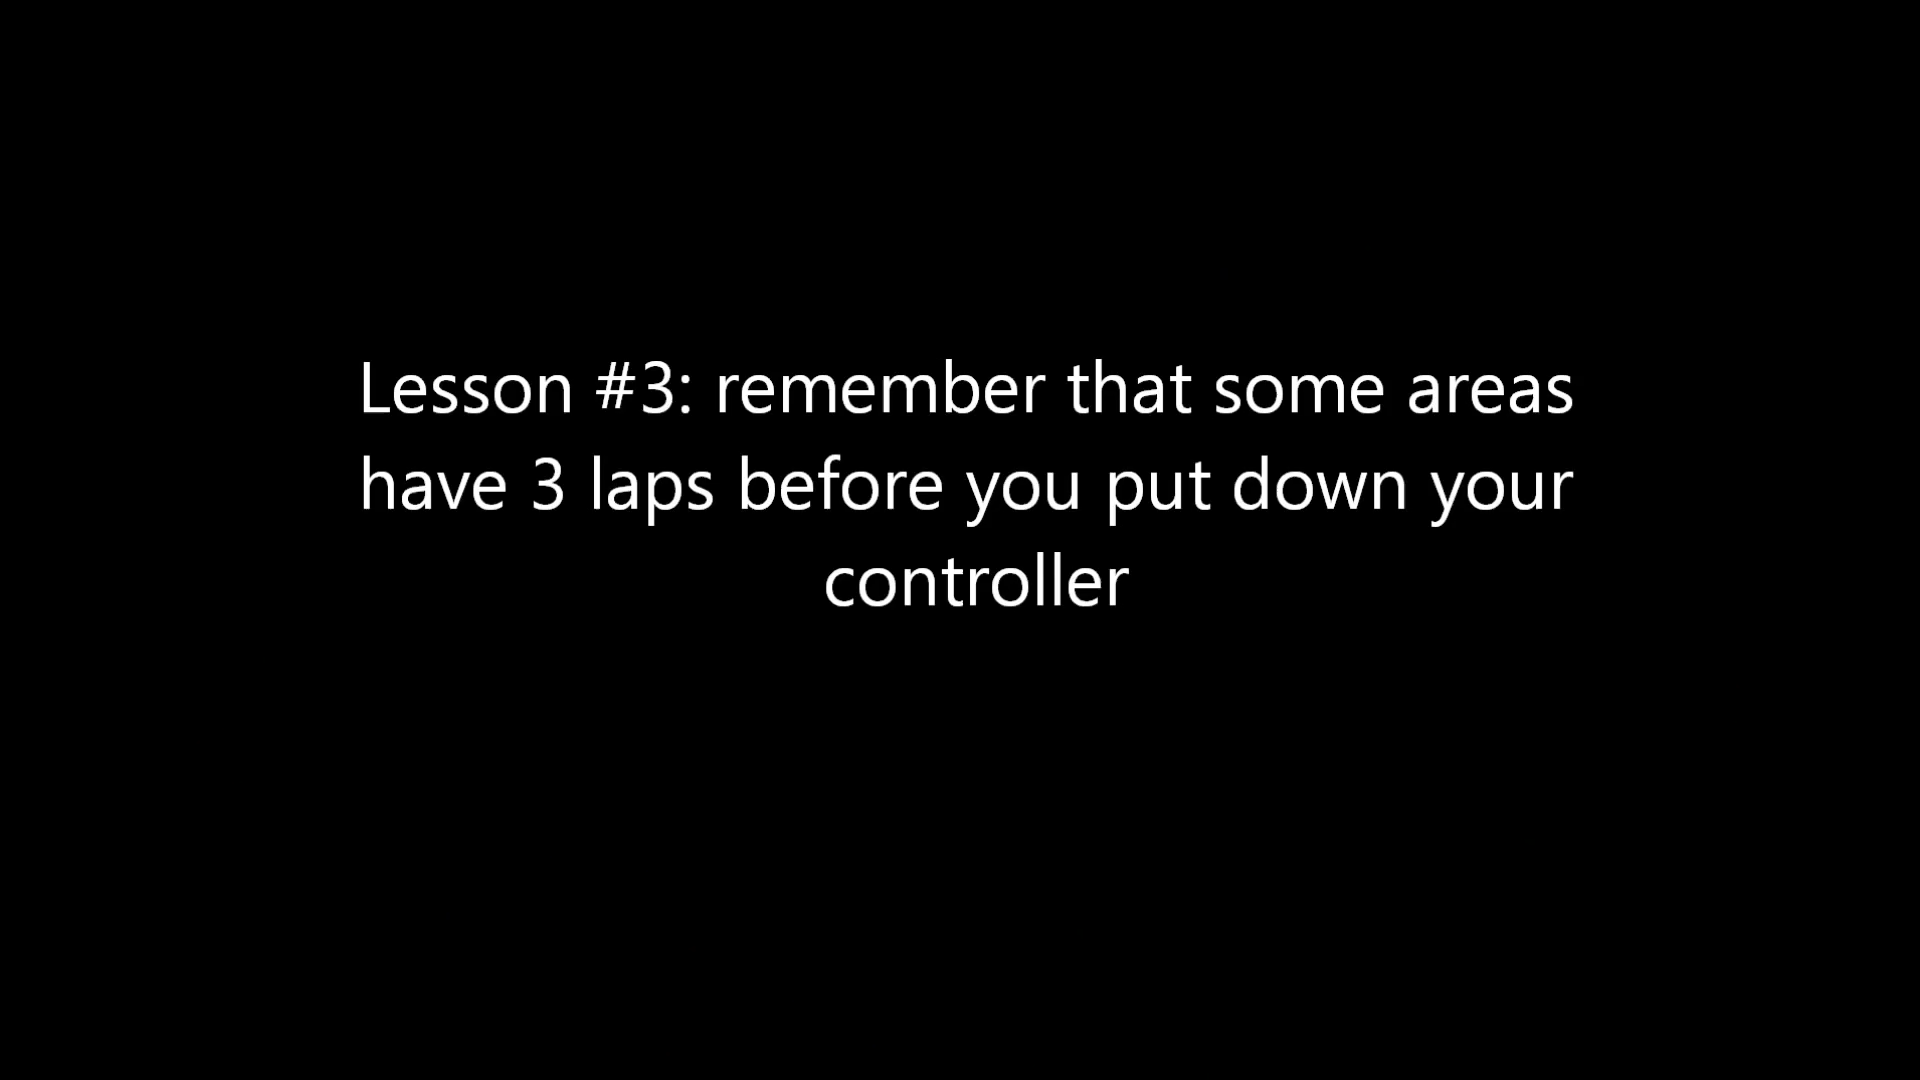 Lesson #3: remember that some areas
have 3 laps before you put down your
controller